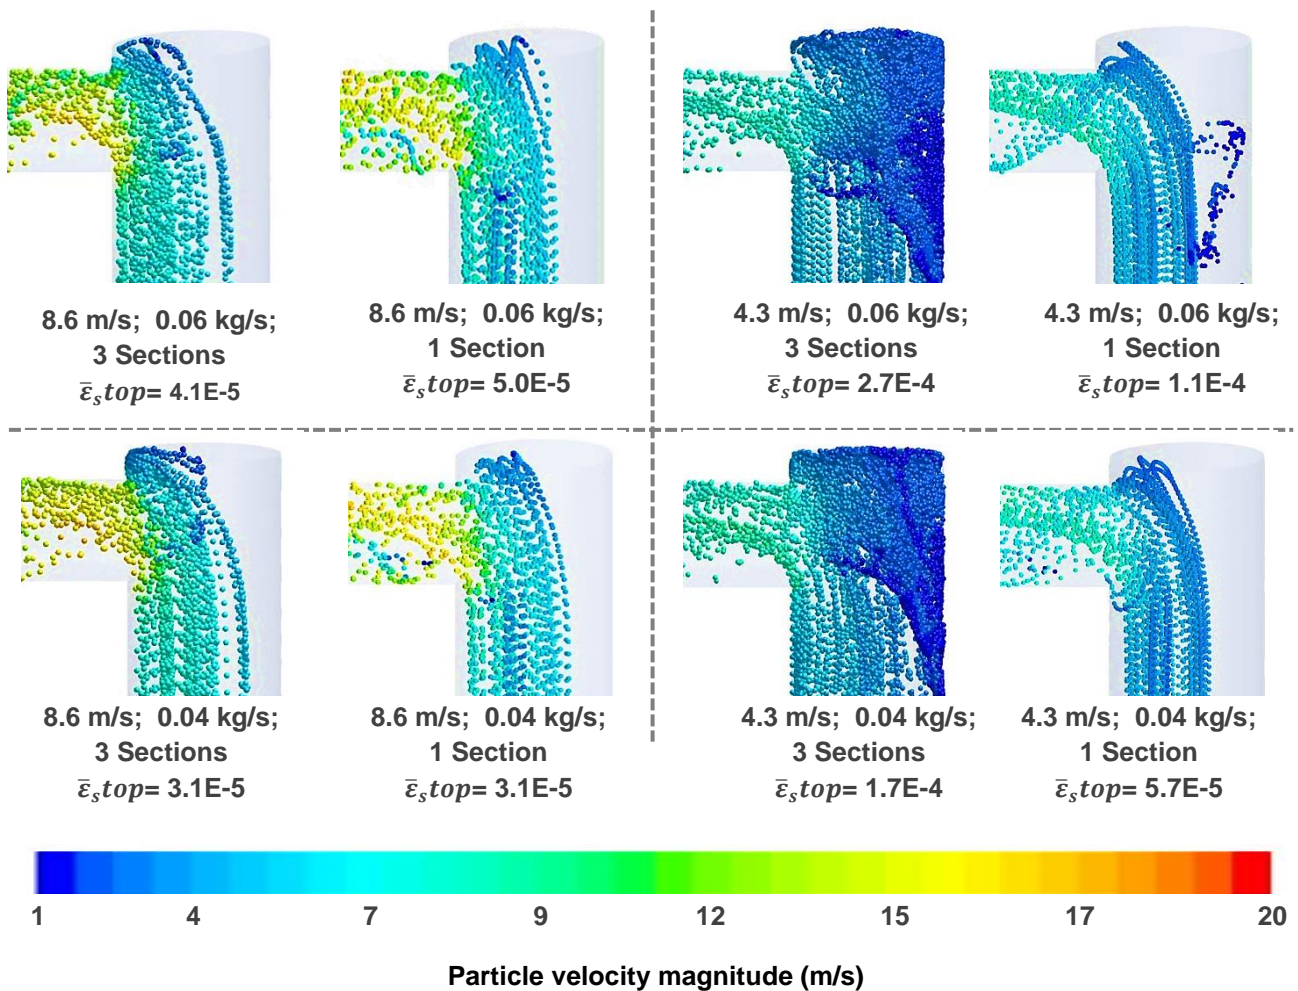 8.6 m/s; 0.06 kg/s;
3 Sections
ε̅ₛtop= 4.1E-5
8.6 m/s; 0.06 kg/s;
1 Section
ε̅ₛtop= 5.0E-5
4.3 m/s; 0.06 kg/s;
3 Sections
ε̅ₛtop= 2.7E-4
4.3 m/s; 0.06 kg/s;
1 Section
ε̅ₛtop= 1.1E-4
8.6 m/s; 0.04 kg/s;
3 Sections
ε̅ₛtop= 3.1E-5
8.6 m/s; 0.04 kg/s;
1 Section
ε̅ₛtop= 3.1E-5
4.3 m/s; 0.04 kg/s;
3 Sections
ε̅ₛtop= 1.7E-4
4.3 m/s; 0.04 kg/s;
1 Section
ε̅ₛtop= 5.7E-5
1 4 7 9 12 15 17 20
Particle velocity magnitude (m/s)